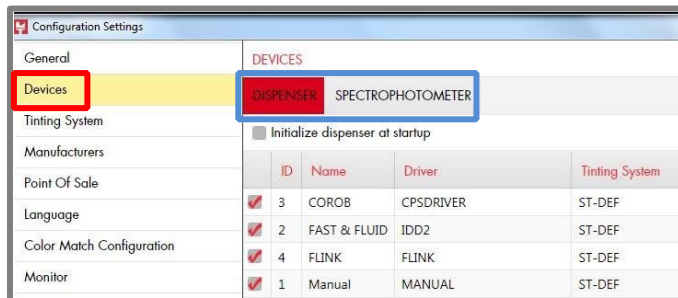 Configuration Settings
General
Devices
Tinting System
Manufacturers
Point Of Sale
Language
Color Match Configuration
Monitor
DEVICES
DISPENSER SPECTROPHOTOMETER
Initialize dispenser at startup
ID Name Driver Tinting System
3 COROB CPSDRIVER ST-DEF
2 FAST & FLUID IDD2 ST-DEF
4 FLINK FLINK ST-DEF
1 Manual MANUAL ST-DEF